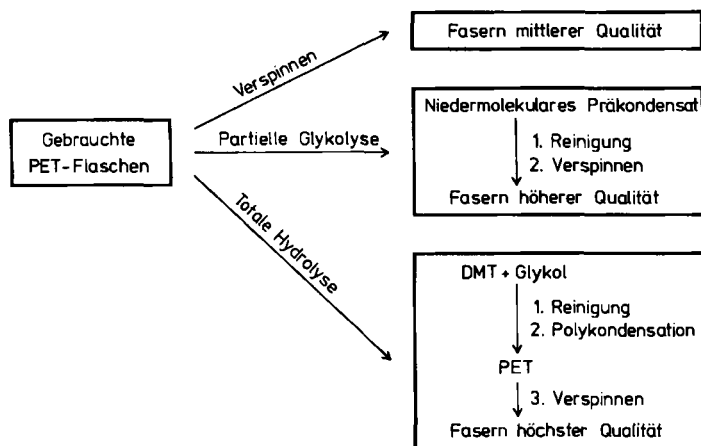 Gebrauchte
PET-Flaschen
Verspinnen
Fasern mittlerer Qualität
Partielle Glykolyse
Niedermolekulares Präkondensat
1. Reinigung
2. Verspinnen
Fasern höherer Qualität
Totale Hydrolyse
DMT + Glykol
1. Reinigung
2. Polykondensation
PET
3. Verspinnen
Fasern höchster Qualität